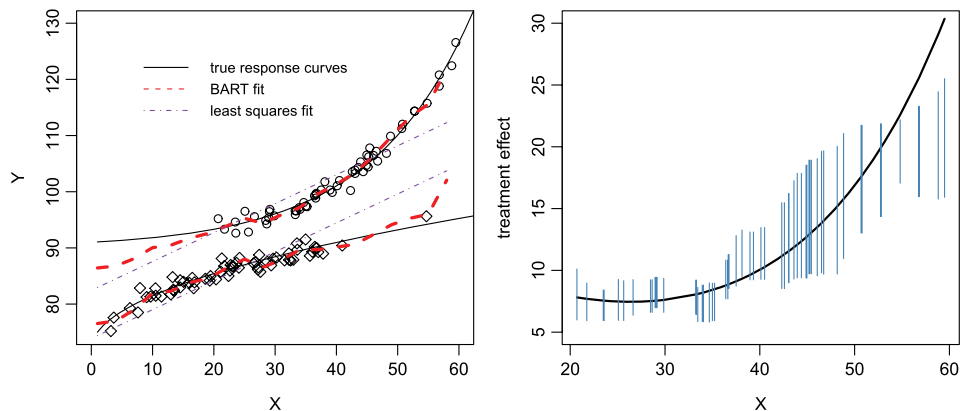 true response curves
BART fit
least squares fit
Y
80 90 100 110 120 130
0 10 20 30 40 50 60
X
treatment effect
5 10 15 20 25 30
20 30 40 50 60
X